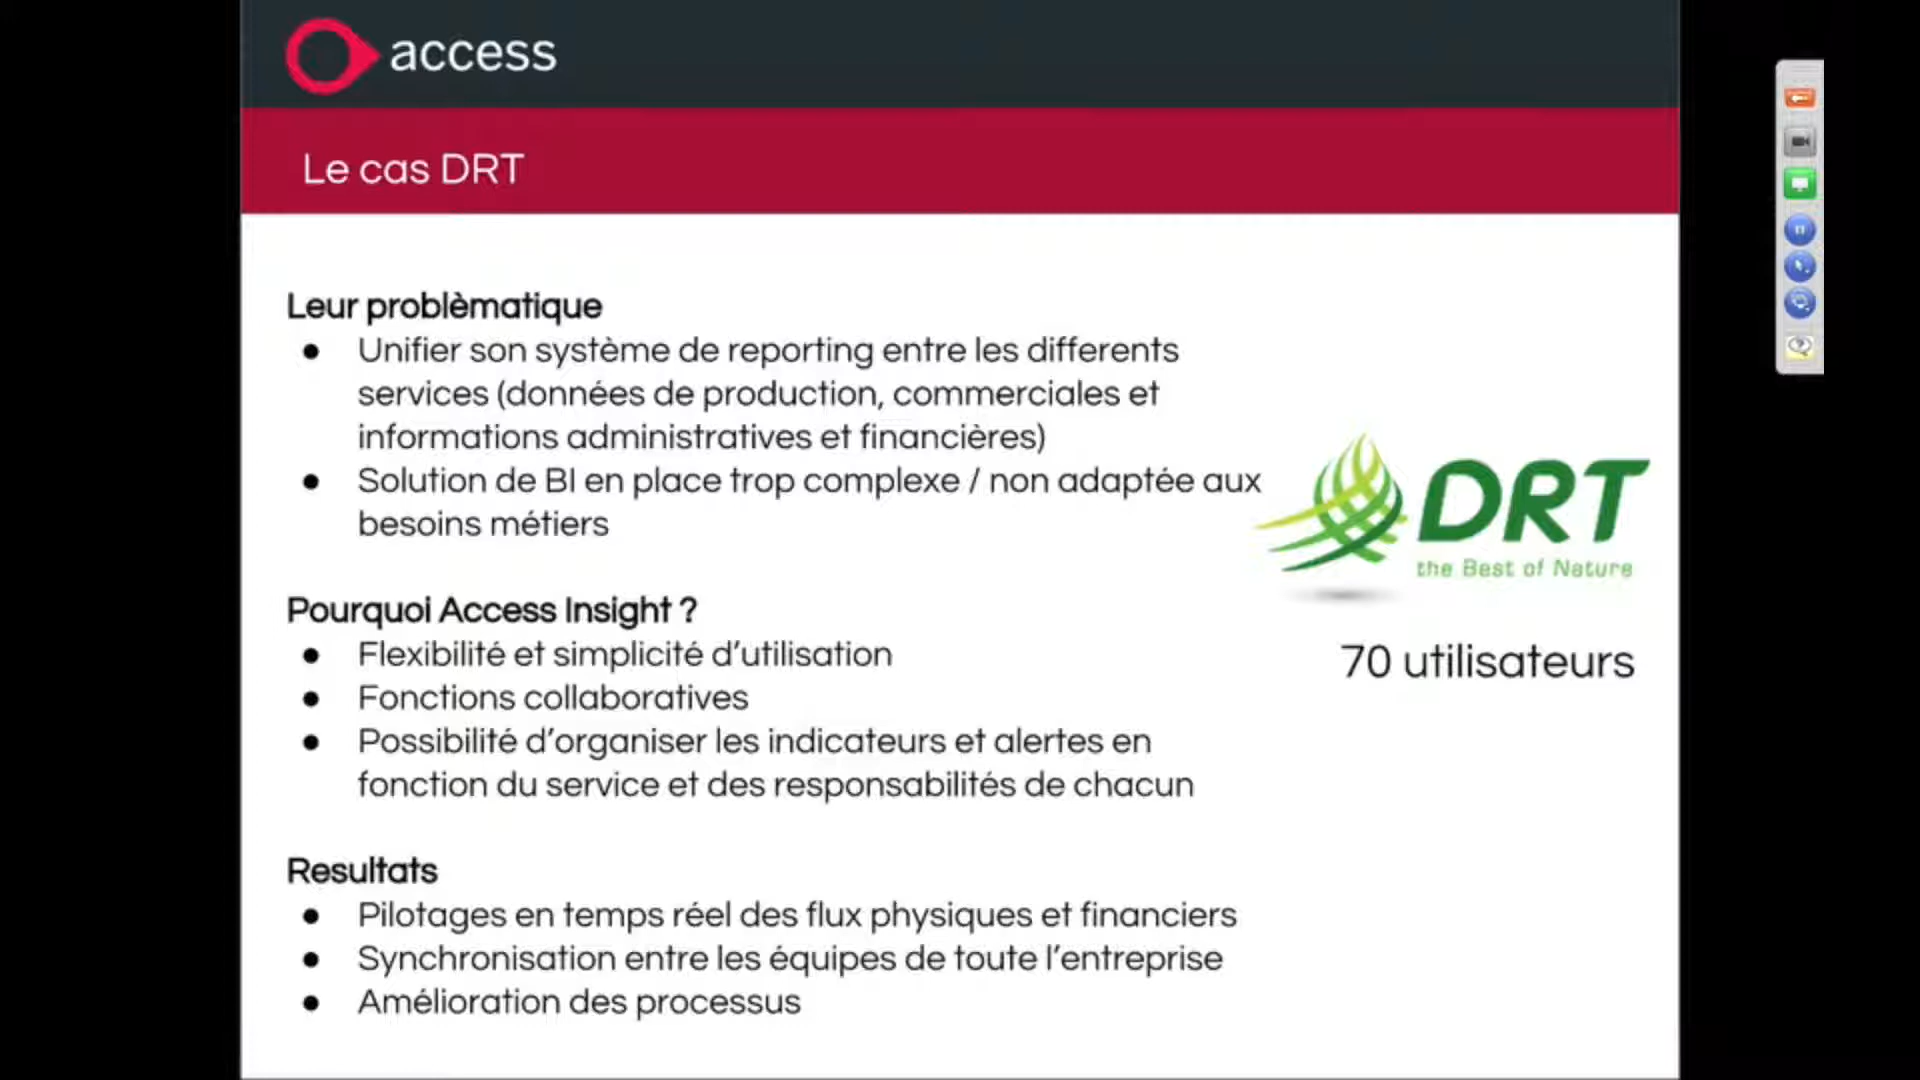 access
Le cas DRT
Leur problèmatique
● Unifier son système de reporting entre les differents
services (données de production, commerciales et
informations administratives et financières)
● Solution de BI en place trop complexe / non adaptée aux
besoins métiers
DRT
the Best of Nature
70 utilisateurs
Pourquoi Access Insight ?
● Flexibilité et simplicité d’utilisation
● Fonctions collaboratives
● Possibilité d’organiser les indicateurs et alertes en
fonction du service et des responsabilités de chacun
Resultats
● Pilotages en temps réel des flux physiques et financiers
● Synchronisation entre les équipes de toute l’entreprise
● Amélioration des processus